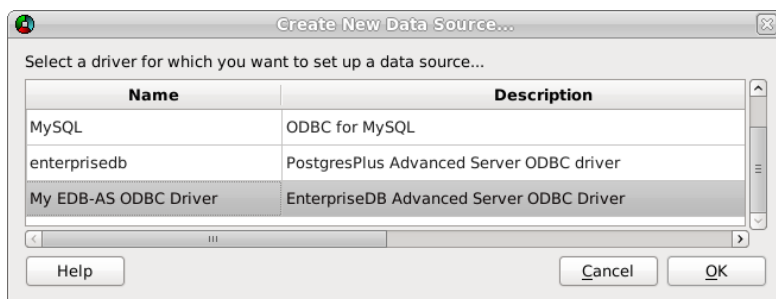 Create New Data Source...
Select a driver for which you want to set up a data source...
Name Description
MySQL ODBC for MySQL
enterprisedb PostgresPlus Advanced Server ODBC driver
My EDB-AS ODBC Driver EnterpriseDB Advanced Server ODBC Driver
Help Cancel OK